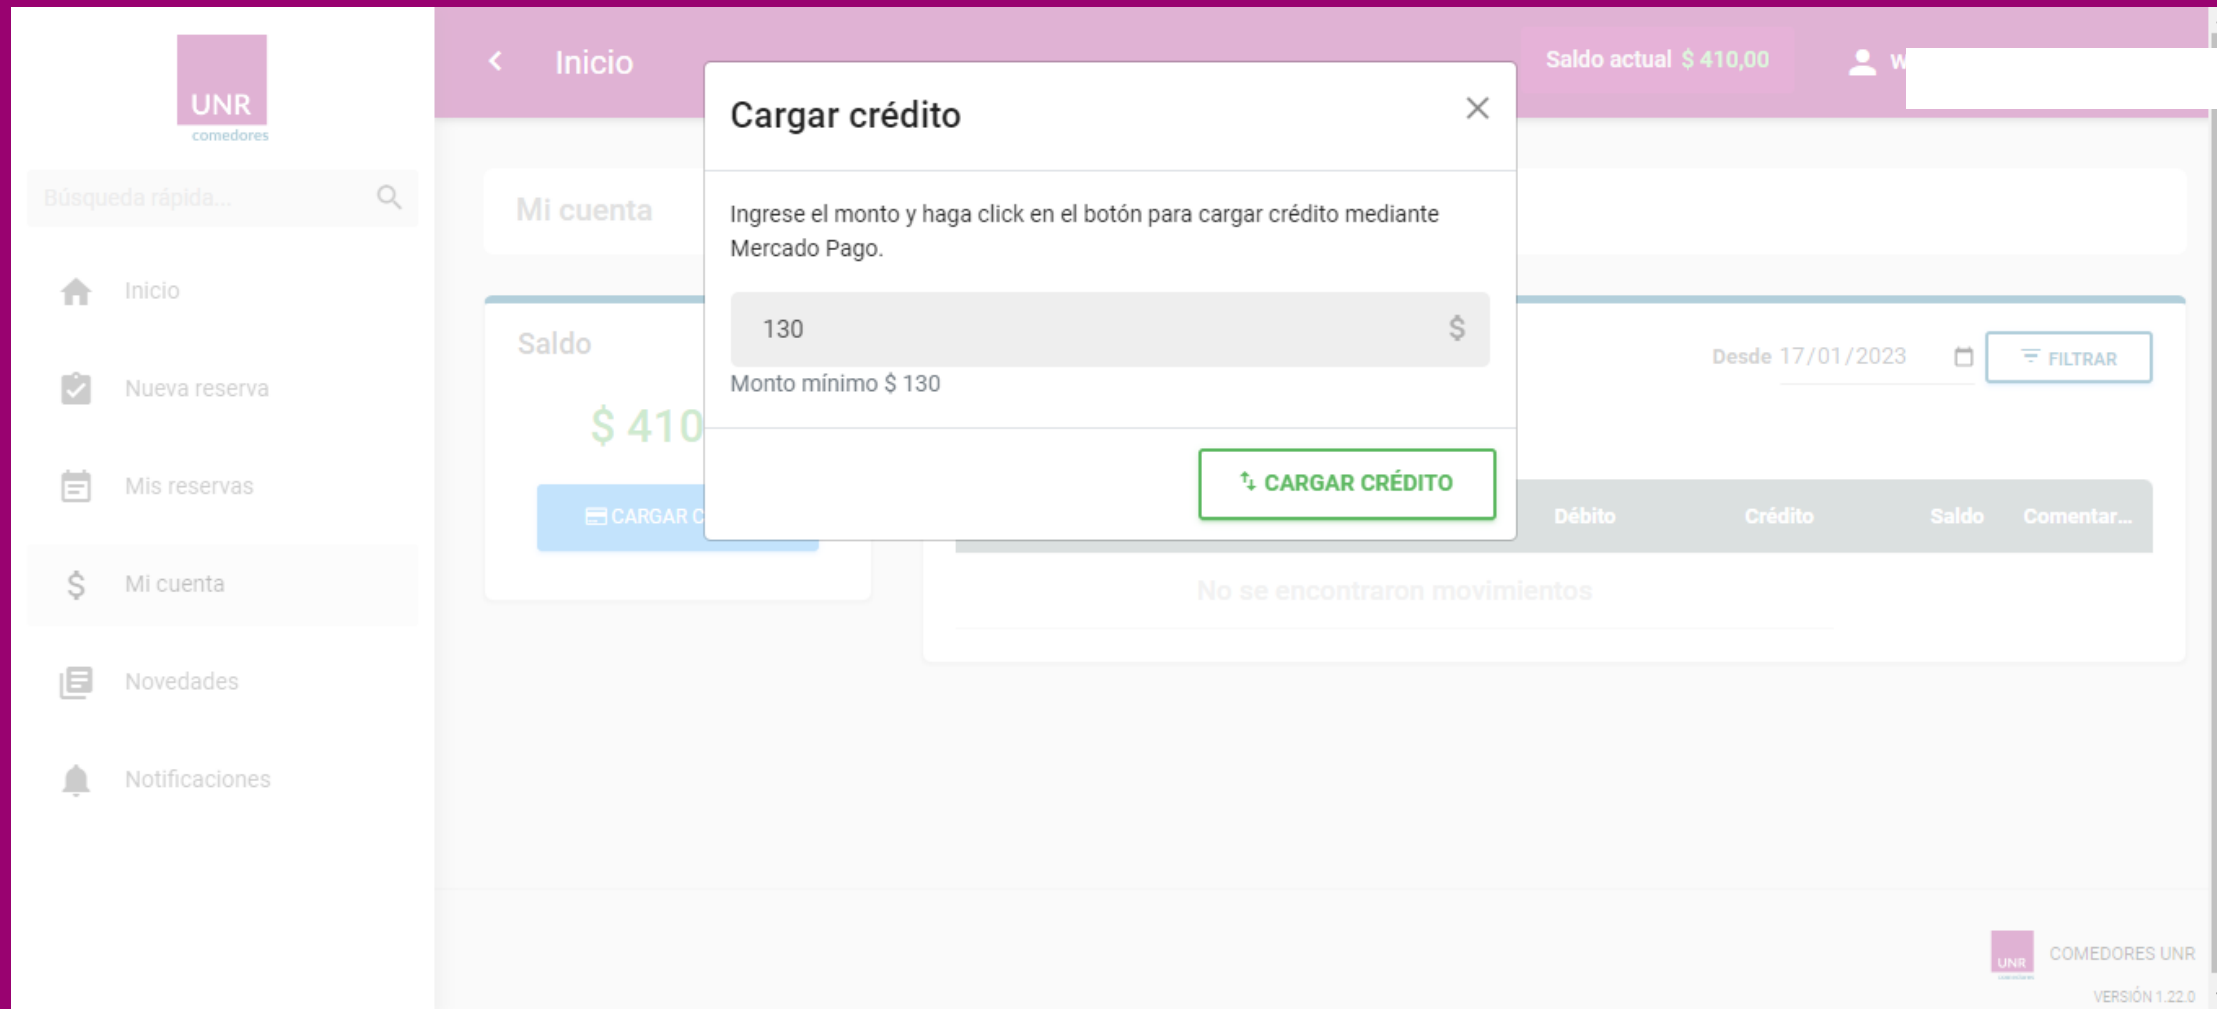 UNR
comedores
Búsqueda rápida...
Inicio
Nueva reserva
Mis reservas
Mi cuenta
Novedades
Notificaciones
Inicio
Saldo actual $ 410,00
Mi cuenta
Cargar crédito
Ingrese el monto y haga click en el botón para cargar crédito mediante
Mercado Pago.
130 $
Monto mínimo $ 130
CARGAR CRÉDITO
Saldo
$ 410
CARGAR C
Desde 17/01/2023
FILTRAR
Débito Crédito Saldo Comentar...
No se encontraron movimientos
UNR
COMEDORES UNR
VERSIÓN 1.22.0